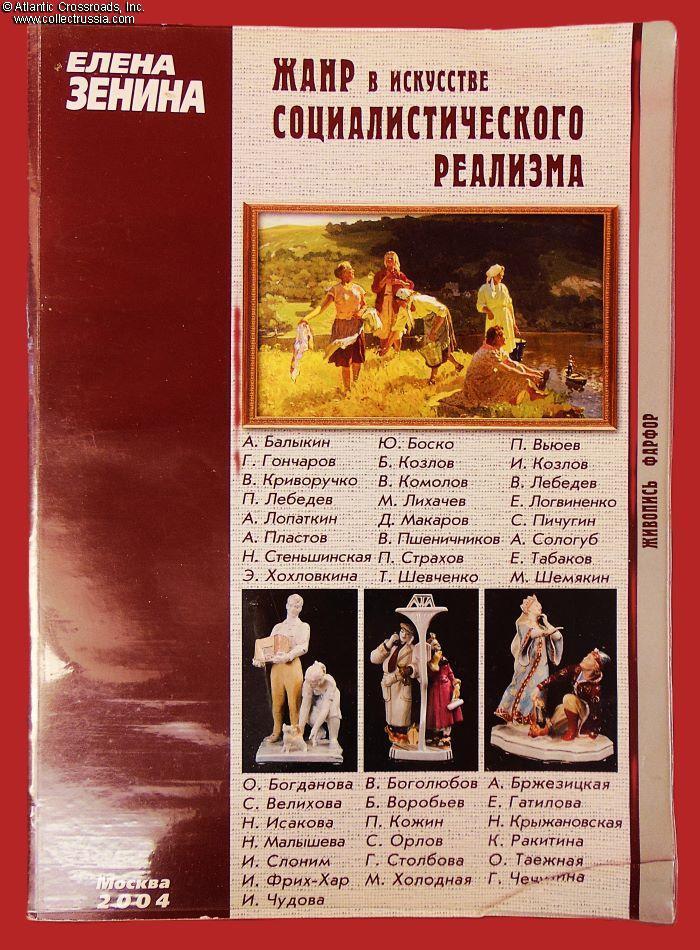 © Atlantic Crossroads, Inc.
www.collectrussia.com
ЕЛЕНА
ЗЕНИНА
ЖАНР В ИСКУССТВЕ
СОЦИАЛИСТИЧЕСКОГО
РЕАЛИЗМА
А. Балыкин Ю. Боско П. Вьюев
Г. Гончаров Б. Козлов И. Козлов
В. Криворучко В. Комолов В. Лебедев
П. Лебедев М. Лихачев Е. Логвиненко
А. Лопаткин Д. Макаров С. Пичугин
А. Пластов В. Пшеничников А. Сологуб
Н. Стеньшинская П. Страхов Е. Табаков
Э. Хохловкина Т. Шевченко М. Шемякин
ЖИВОПИСЬ ФАРФОР
О. Богданова В. Боголюбов А. Бржезицкая
С. Велихова Б. Воробьев Е. Гатилова
Н. Исакова П. Кожин Н. Крыжановская
Н. Малышева С. Орлов К. Ракитина
И. Слоним Г. Столбова О. Таежная
И. Фрих-Хар М. Холодная Г.
И. Чудова
Москва
2004